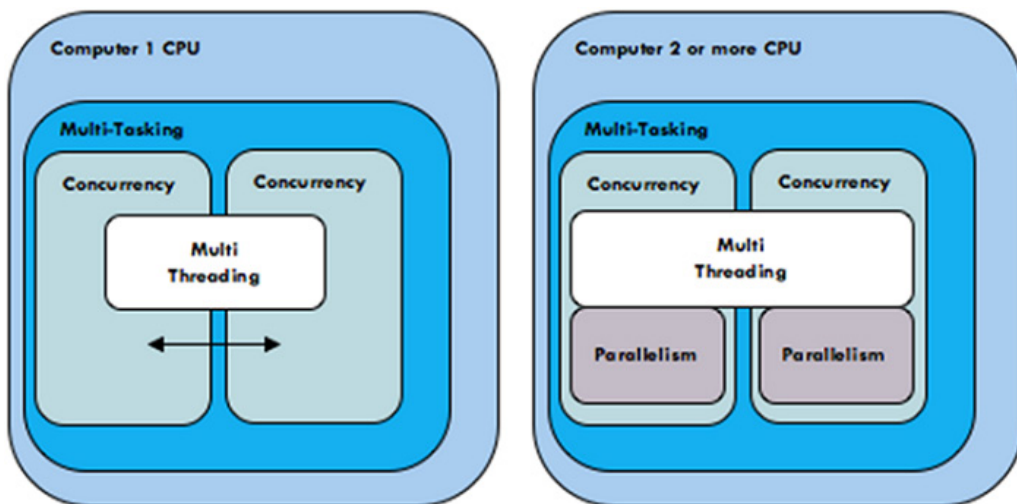 Computer 1 CPU
Multi-Tasking
Concurrency
Concurrency
Multi
Threading
Computer 2 or more CPU
Multi-Tasking
Concurrency
Concurrency
Multi
Threading
Parallelism
Parallelism